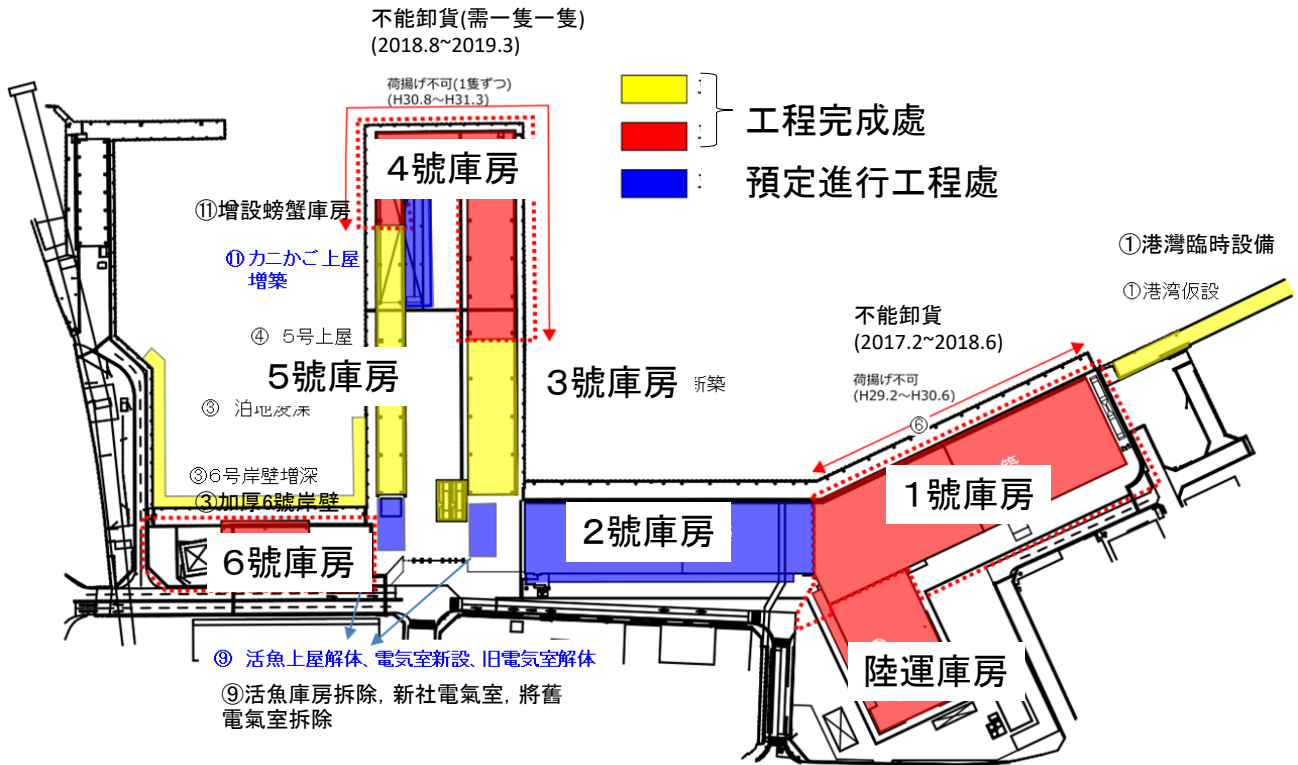 不能卸貨(需一隻一隻)
(2018.8~2019.3)
荷揚げ不可(1隻ずつ)
(H30.8～H31.3)
工程完成處
預定進行工程處
4號庫房
⑪增設螃蟹庫房
⑪カニかご上屋
増築
①港灣臨時設備
①港湾仮設
④ 5号上屋
5號庫房
3號庫房
新築
③ 泊地浚深
不能卸貨
(2017.2~2018.6)
荷揚げ不可
(H29.2～H30.6)
⑥
③6号岸壁増深
③加厚6號岸壁
1號庫房
2號庫房
6號庫房
陸運庫房
⑨ 活魚上屋解体、電気室新設、旧電気室解体
⑨活魚庫房拆除, 新社電氣室, 將舊
電氣室拆除